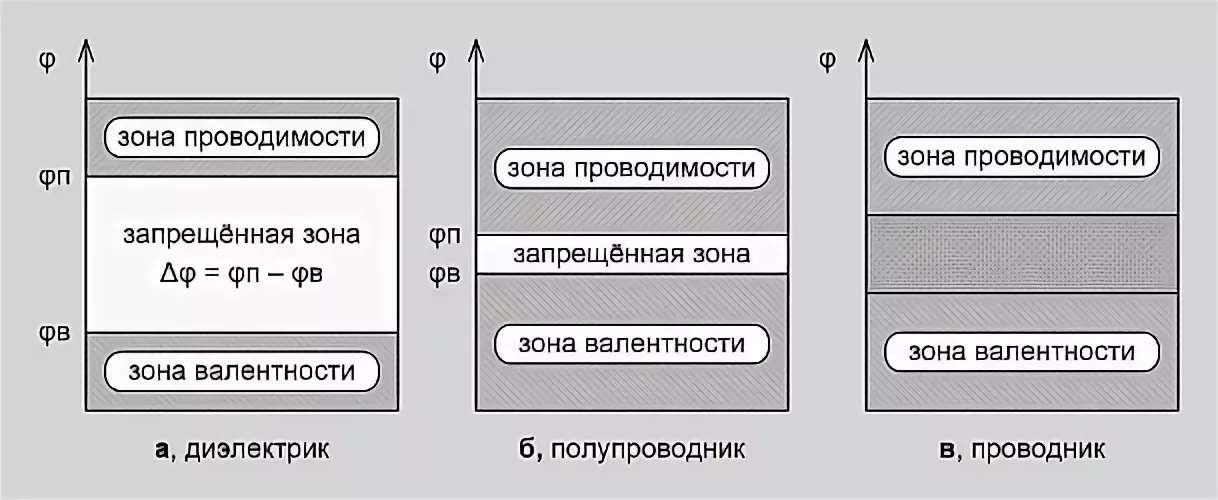 φ
зона проводимости
φп
запрещённая зона
Δφ = φп – φв
φв
зона валентности
а, диэлектрик
φ
зона проводимости
φп
запрещённая зона
φв
зона валентности
б, полупроводник
φ
зона проводимости
зона валентности
в, проводник